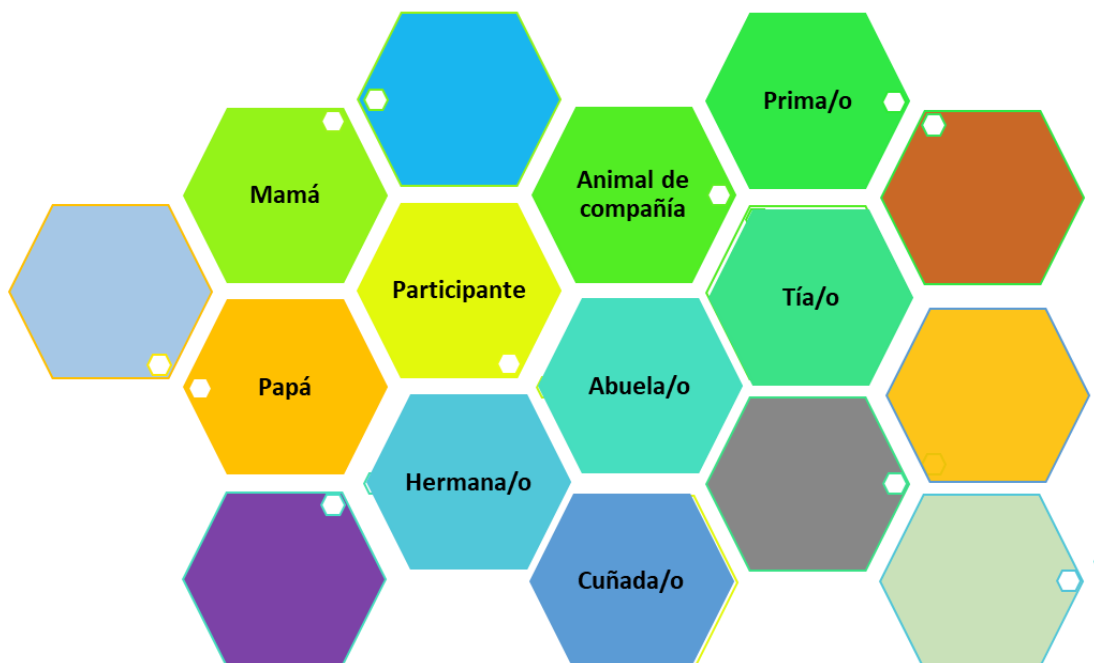 Prima/o
Mamá
Animal de
compañía
Participante
Tía/o
Papá
Abuela/o
Hermana/o
Cuñada/o